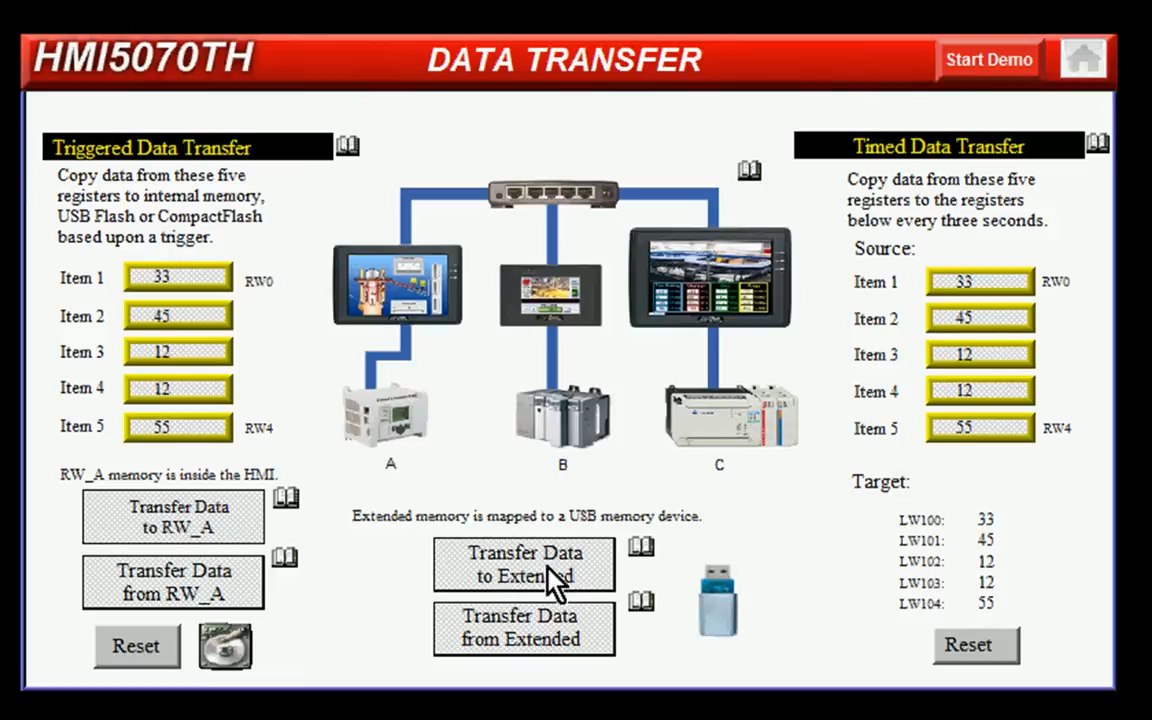 HMI5070TH
DATA TRANSFER
Start Demo
Triggered Data Transfer
Copy data from these five
registers to internal memory,
USB Flash or CompactFlash
based upon a trigger.
Item 1 33 RW0
Item 2 45
Item 3 12
Item 4 12
Item 5 55 RW4
RW_A memory is inside the HMI.
Transfer Data
to RW_A
Transfer Data
from RW_A
Reset
A
B
C
Extended memory is mapped to 2 USB memory device.
Transfer Data
to Extended
Transfer Data
from Extended
Timed Data Transfer
Copy data from these five
registers to the registers
below every three seconds.
Source:
Item 1 33 RW0
Item 2 45
Item 3 12
Item 4 12
Item 5 55 RW4
Target:
LW100: 33
LW101: 45
LW102: 12
LW103: 12
LW104: 55
Reset